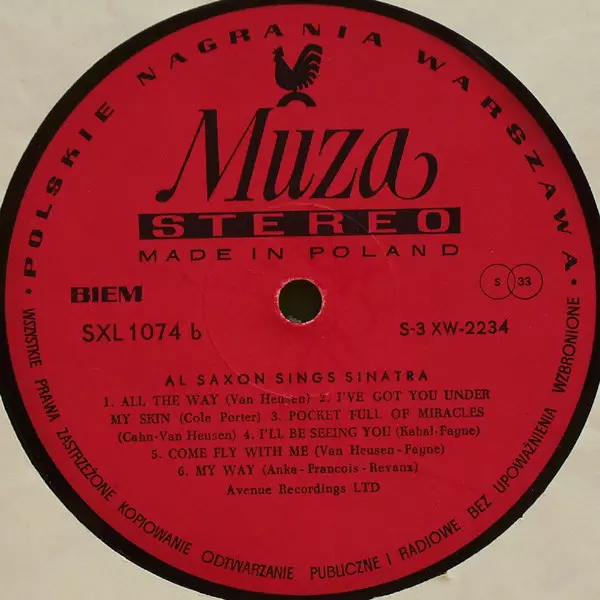 • POLSKIE NAGRANIA WARSZAWA •
Muza
STEREO
MADE IN POLAND
BIEM
S 33
SXL 1074 b
S-3 XW-2234
AL SAXON SINGS SINATRA
1. ALL THE WAY (Van Heusen) 2. I'VE GOT YOU UNDER
MY SKIN (Cole Porter) 3. POCKET FULL OF MIRACLES
(Cahn-Van Heusen) 4. I'LL BE SEEING YOU (Kahal-Fayne)
5. COME FLY WITH ME (Van Heusen-Fayne)
6. MY WAY (Anka-Francois-Revanx)
Avenue Recordings LTD
WSZYSTKIE PRAWA ZASTRZEŻONE KOPIOWANIE ODTWARZANIE PUBLICZNE I RADIOWE BEZ UPOWAŻNIENIA WZBRONIONE